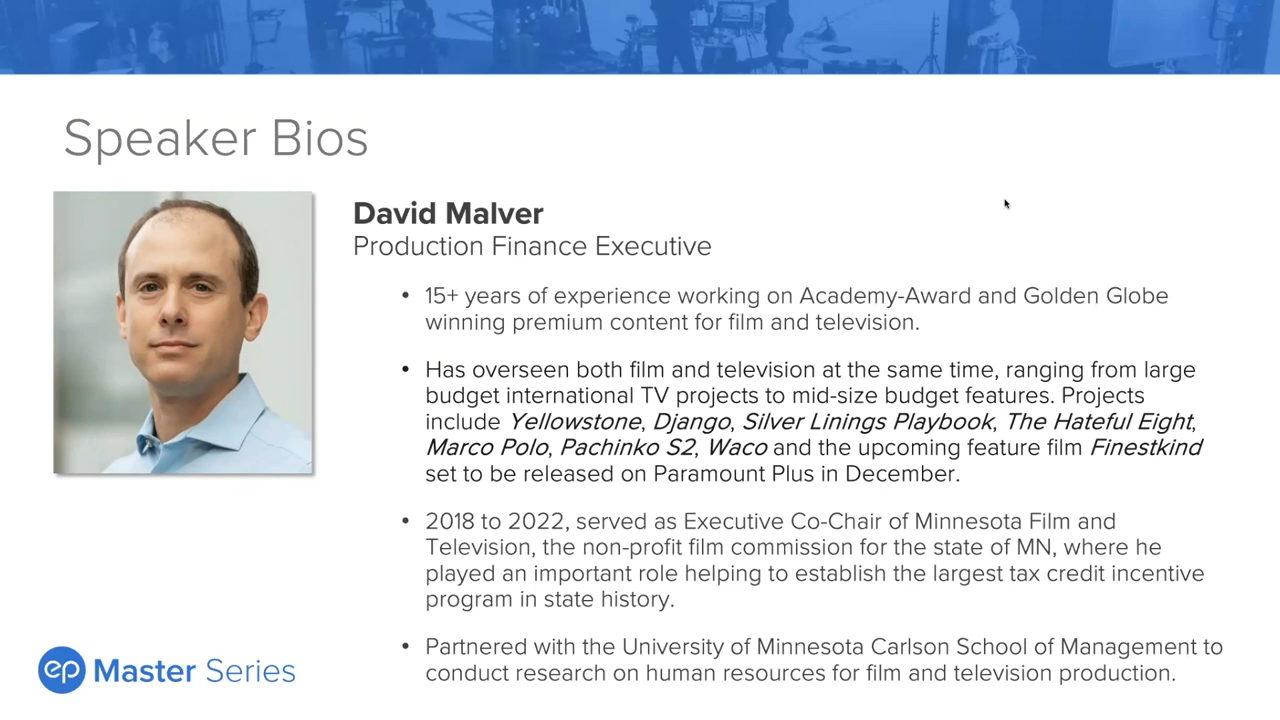 Speaker Bios
David Malver
Production Finance Executive
• 15+ years of experience working on Academy-Award and Golden Globe
winning premium content for film and television.
• Has overseen both film and television at the same time, ranging from large
budget international TV projects to mid-size budget features. Projects
include Yellowstone, Django, Silver Linings Playbook, The Hateful Eight,
Marco Polo, Pachinko S2, Waco and the upcoming feature film Finestkind
set to be released on Paramount Plus in December.
• 2018 to 2022, served as Executive Co-Chair of Minnesota Film and
Television, the non-profit film commission for the state of MN, where he
played an important role helping to establish the largest tax credit incentive
program in state history.
• Partnered with the University of Minnesota Carlson School of Management to
conduct research on human resources for film and television production.
ep Master Series